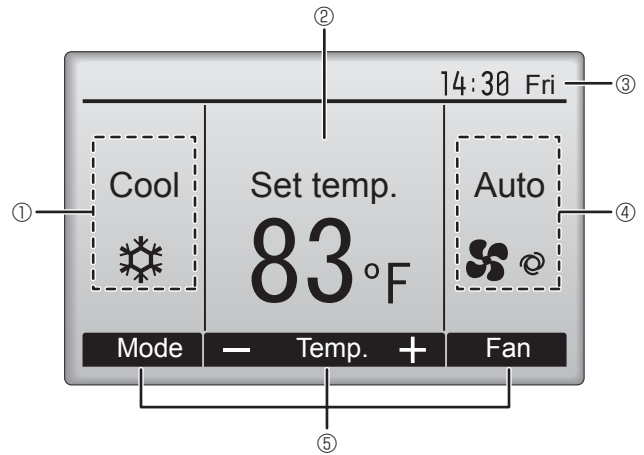 ②
14:30 Fri
③
Cool
Set temp.
Auto
①
④
83°F
Mode
— Temp. +
Fan
⑤